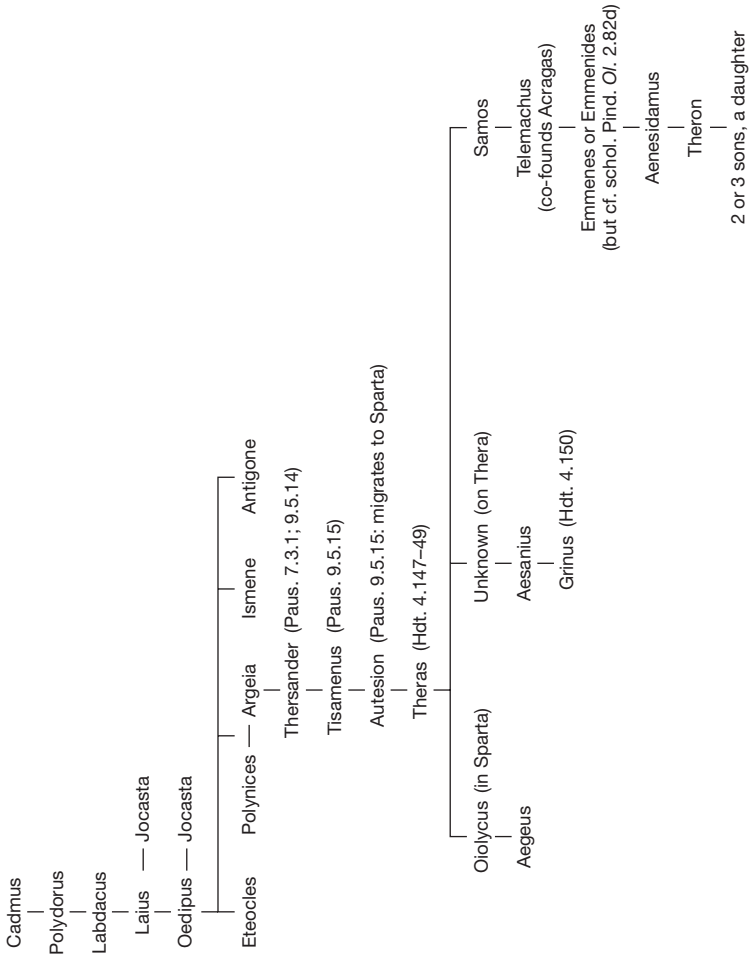 Cadmus
Polydorus
Labdacus
Laius — Jocasta
Oedipus — Jocasta
Eteocles Polynices — Argeia Ismene Antigone
Thersander (Paus. 7.3.1; 9.5.14)
Tisamenus (Paus. 9.5.15)
Autesion (Paus. 9.5.15: migrates to Sparta)
Theras (Hdt. 4.147–49)
Oiolycus (in Sparta) Unknown (on Thera) Samos
Aegeus Aesanius Telemachus
(co-founds Acragas)
Grinus (Hdt. 4.150) Emmenes or Emmenides
(but cf. schol. Pind. Ol. 2.82d)
Aenesidamus
Theron
2 or 3 sons, a daughter